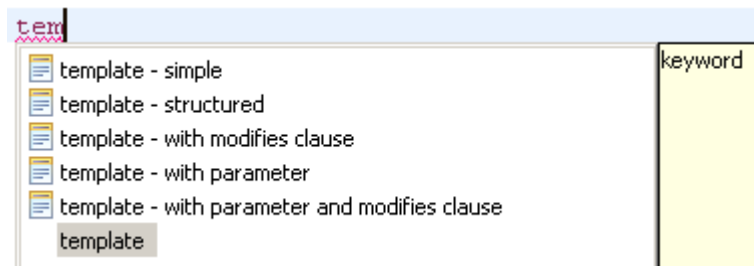 tem
template - simple
template - structured
template - with modifies clause
template - with parameter
template - with parameter and modifies clause
template
keyword